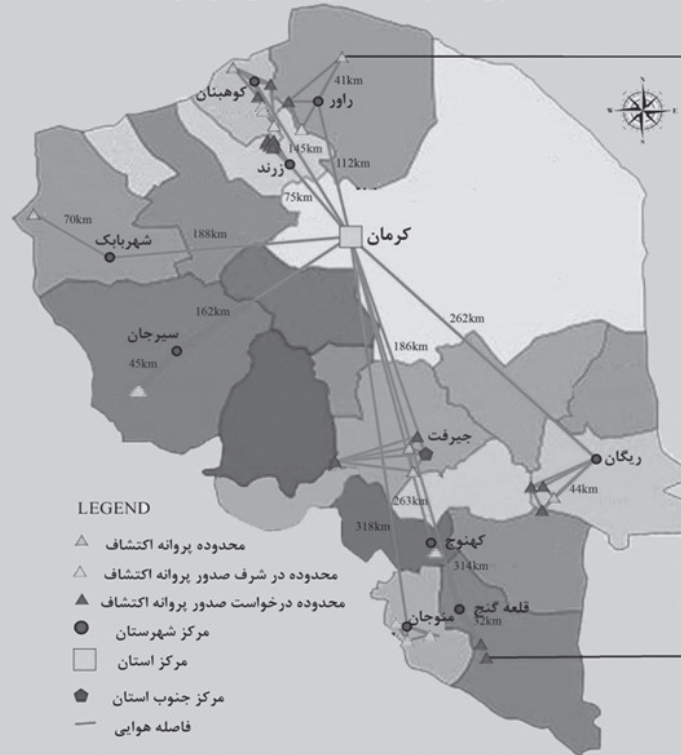 N
W
E
S
41km
کوهبنان
راور
145km
112km
زرند
75km
کرمان
70km
188km
شهربابک
262km
162km
سیرجان
186km
45km
جیرفت
ریگان
44km
263km
318km
کهنوج
314km
قلعه گنج
32km
منوجان
LEGEND
محدوده پروانه اکتشاف
محدوده در شرف صدور پروانه اکتشاف
محدوده درخواست صدور پروانه اکتشاف
مرکز شهرستان
مرکز استان
مرکز جنوب استان
فاصله هوایی